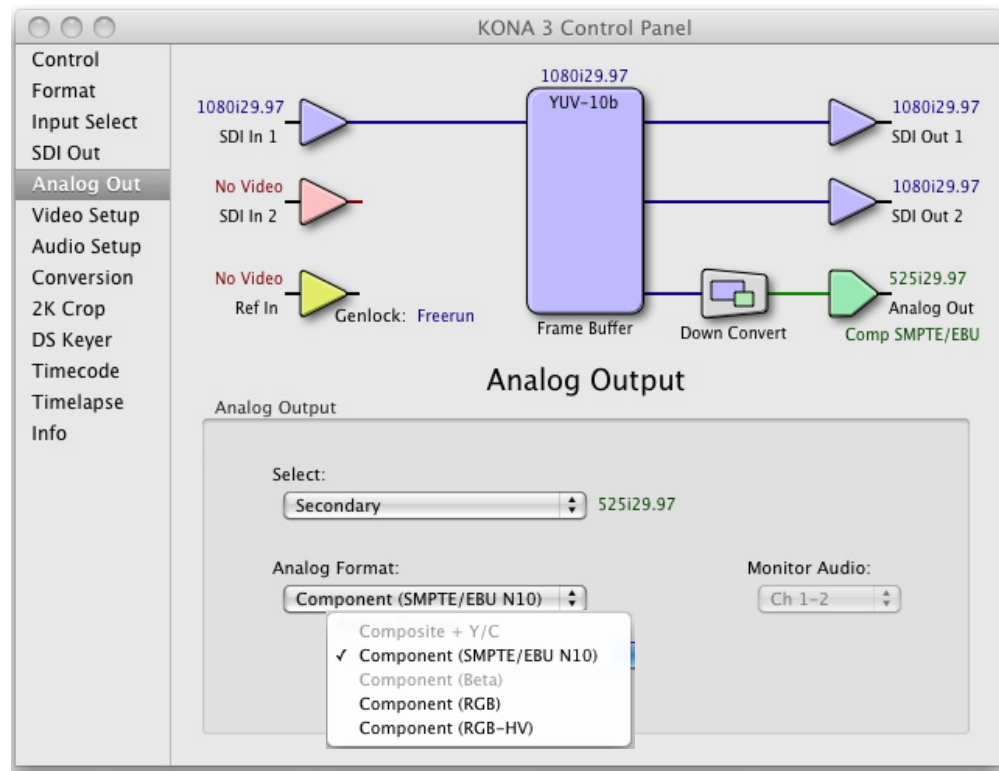 KONA 3 Control Panel
Control
Format
Input Select
SDI Out
Analog Out
Video Setup
Audio Setup
Conversion
2K Crop
DS Keyer
Timecode
Timelapse
Info
1080i29.97
YUV-10b
1080i29.97
SDI In 1
1080i29.97
SDI Out 1
No Video
SDI In 2
1080i29.97
SDI Out 2
No Video
Ref In
Genlock: Freerun
Frame Buffer
Down Convert
525i29.97
Analog Out
Comp SMPTE/EBU
Analog Output
Analog Output
Select:
Secondary
525i29.97
Analog Format:
Component (SMPTE/EBU N10)
Monitor Audio:
Ch 1-2
Composite + Y/C
✓ Component (SMPTE/EBU N10)
Component (Beta)
Component (RGB)
Component (RGB-HV)